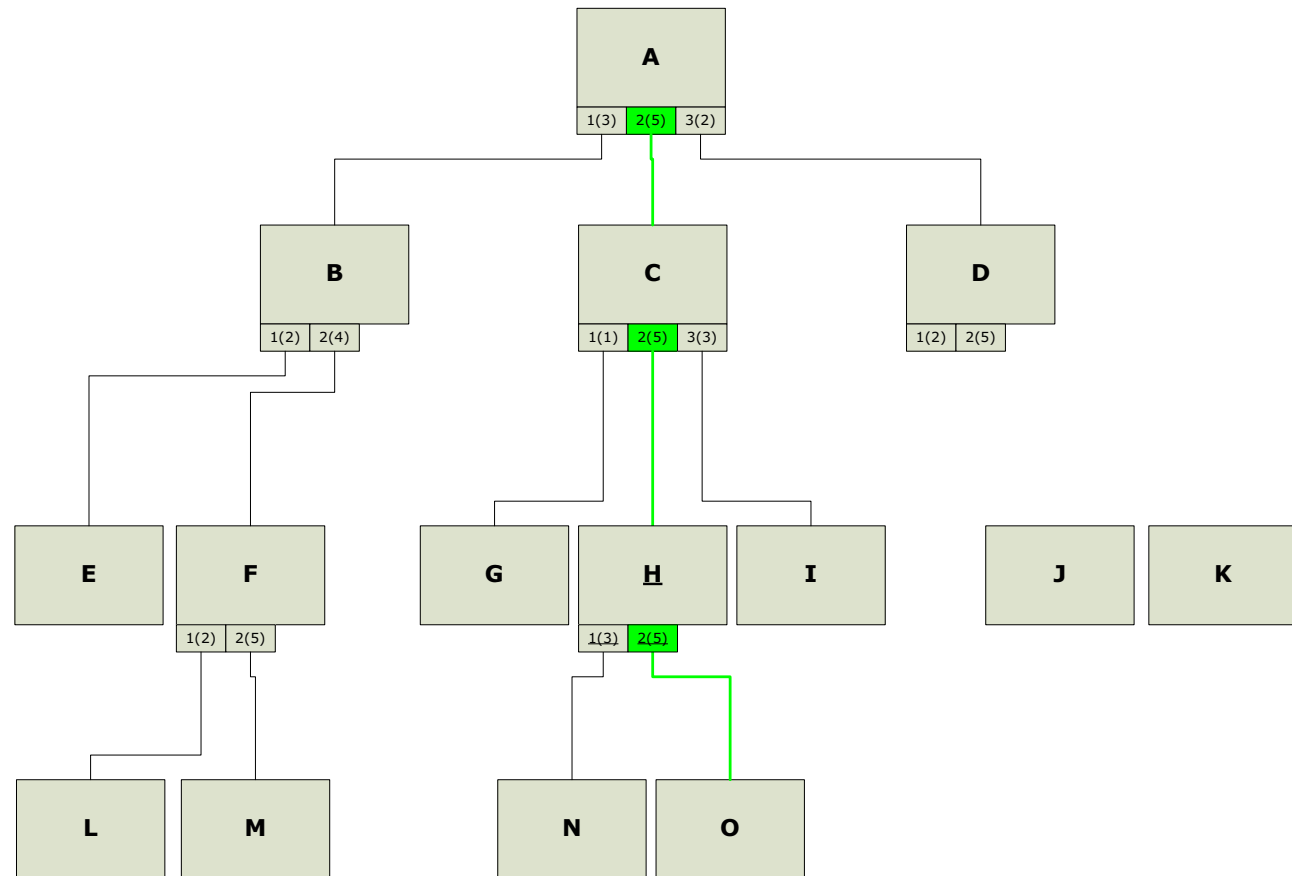 A
1(3) 2(5) 3(2)
B C D
1(2) 2(4) 1(1) 2(5) 3(3) 1(2) 2(5)
E F G H I J K
1(2) 2(5) 1(3) 2(5)
L M N O